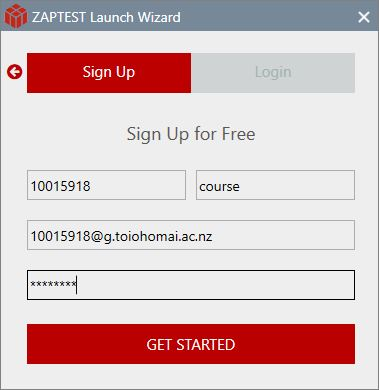 ZAPTEST Launch Wizard
Sign Up
Login
Sign Up for Free
10015918
course
10015918@g.toiohomai.ac.nz
********
GET STARTED